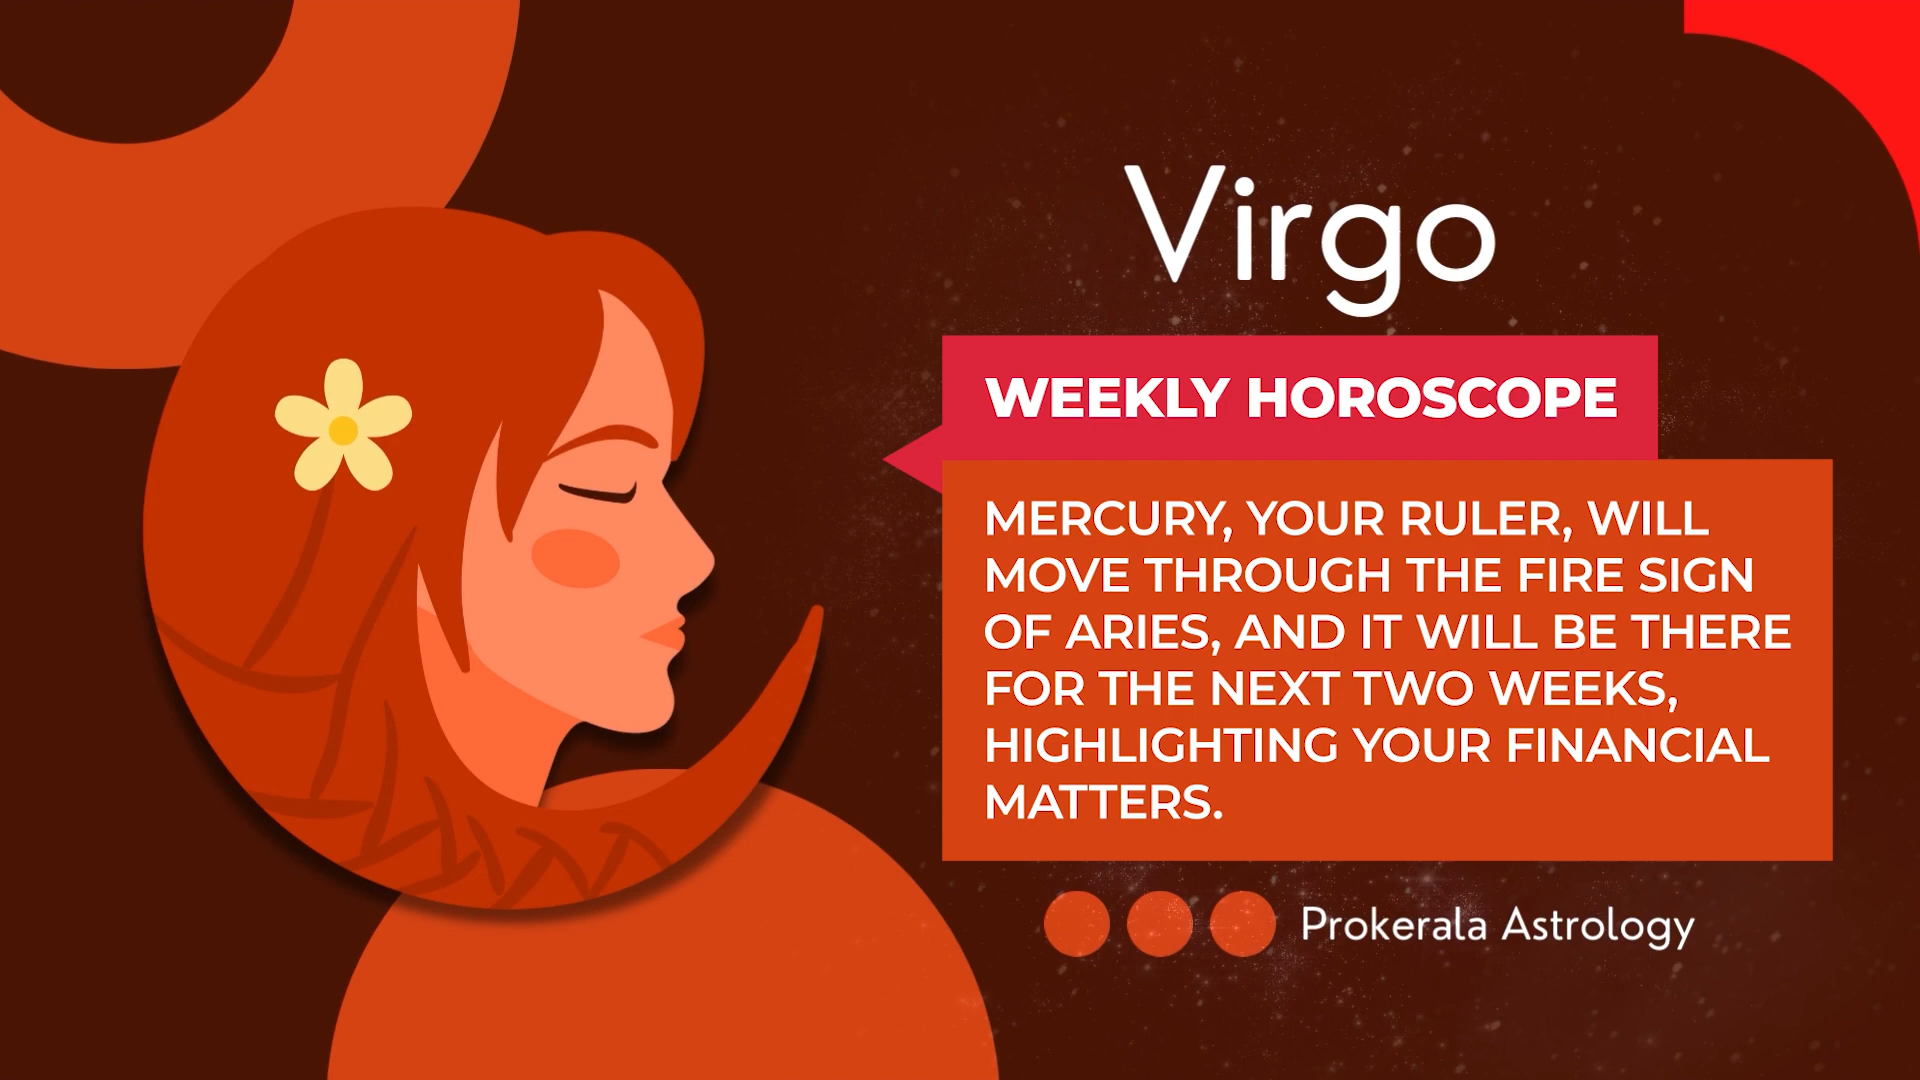 Virgo
WEEKLY HOROSCOPE
MERCURY, YOUR RULER, WILL
MOVE THROUGH THE FIRE SIGN
OF ARIES, AND IT WILL BE THERE
FOR THE NEXT TWO WEEKS,
HIGHLIGHTING YOUR FINANCIAL
MATTERS.
Prokerala Astrology